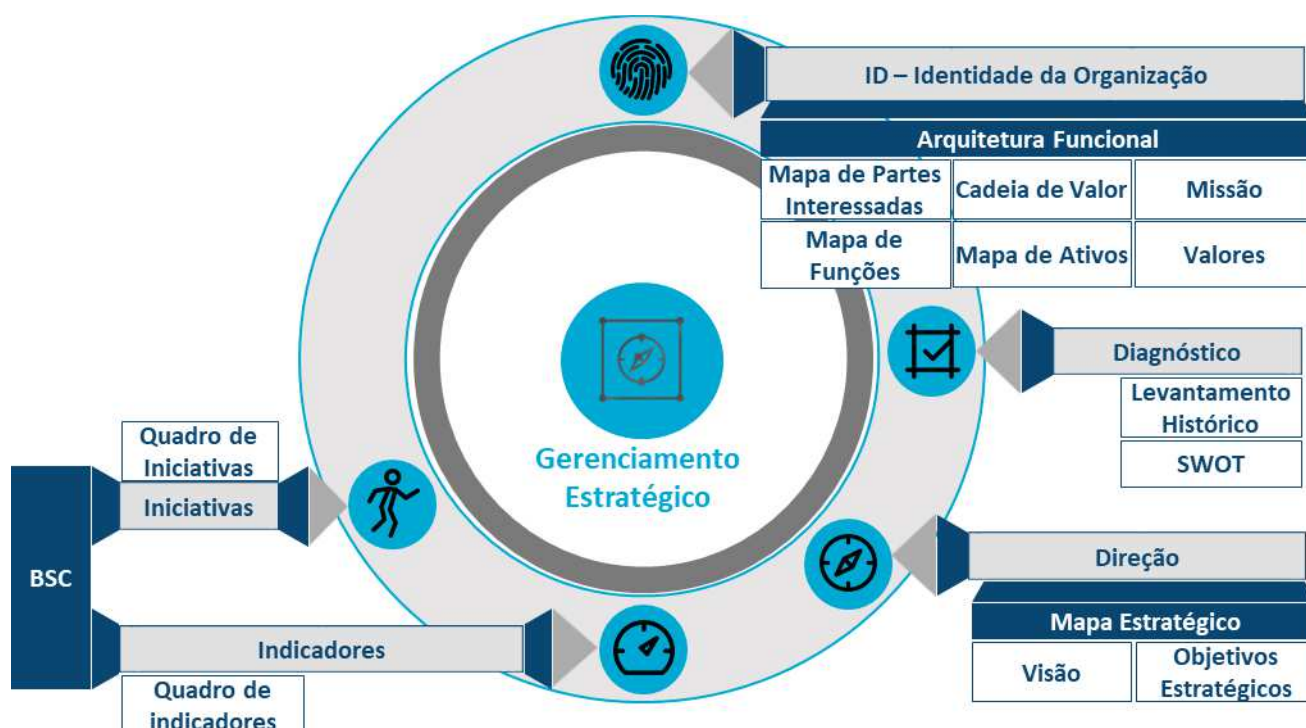 ID – Identidade da Organização
Arquitetura Funcional
Mapa de Partes
Interessadas
Cadeia de Valor
Missão
Mapa de
Funções
Mapa de Ativos
Valores
Diagnóstico
Levantamento
Histórico
SWOT
Gerenciamento
Estratégico
Quadro de
Iniciativas
Iniciativas
BSC
Direção
Mapa Estratégico
Visão
Objetivos
Estratégicos
Indicadores
Quadro de
indicadores